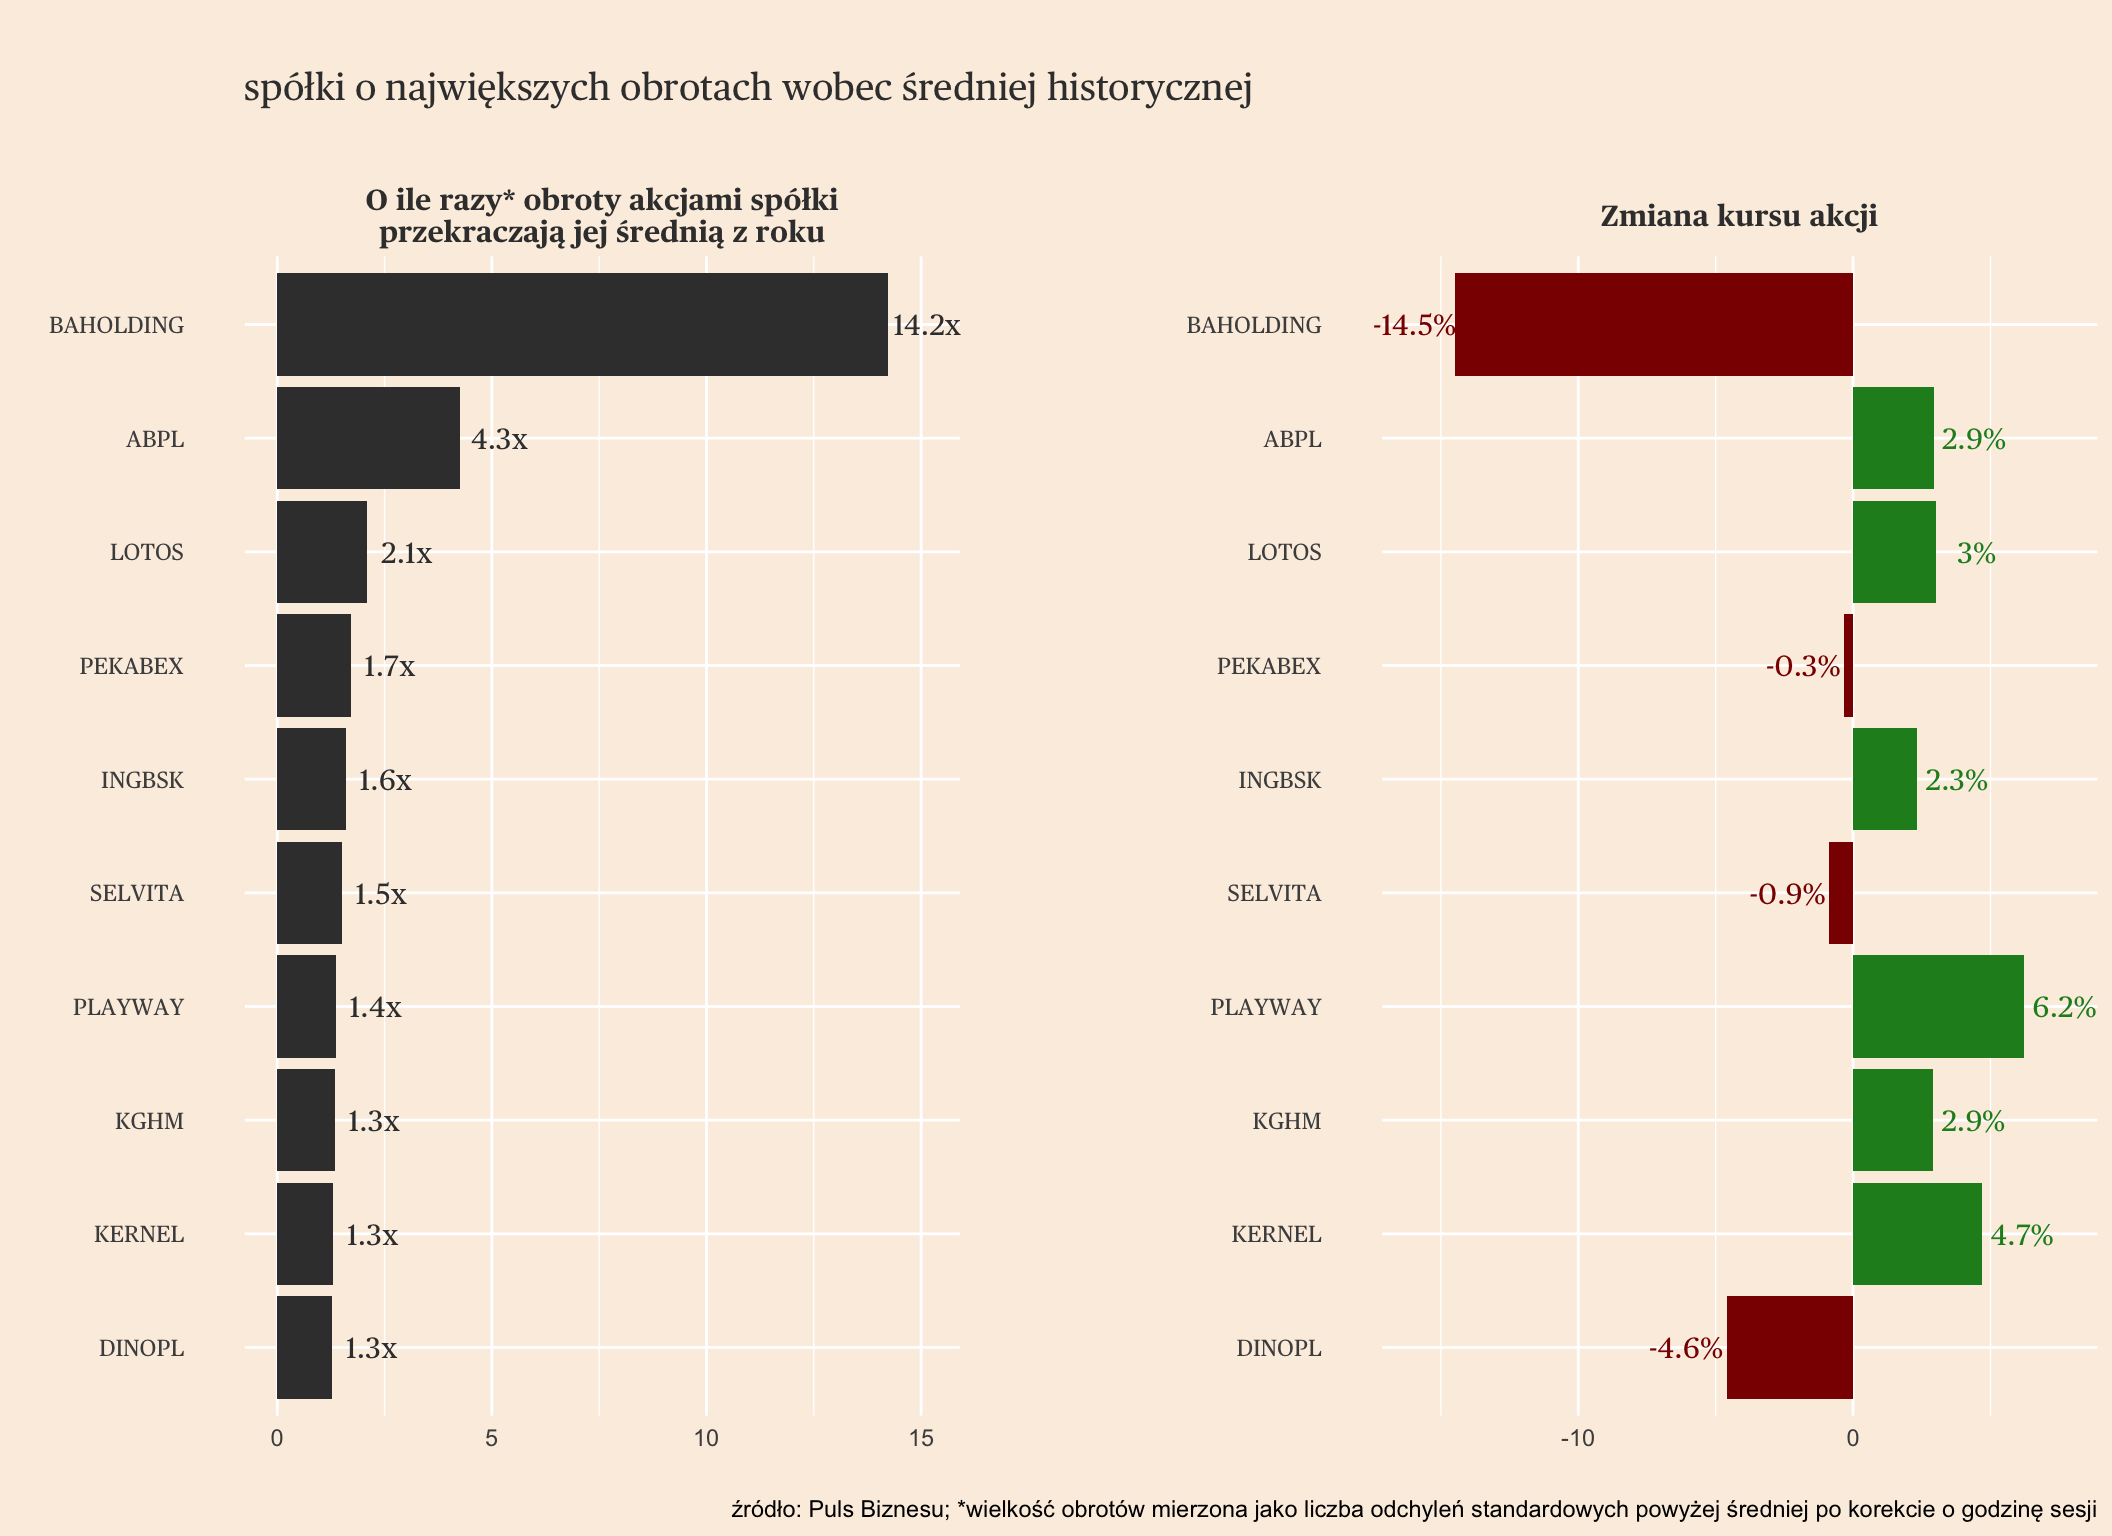 spółki o największych obrotach wobec średniej historycznej
O ile razy* obroty akcjami spółki
przekraczają jej średnią z roku
BAHOLDING
14.2x
ABPL
4.3x
LOTOS
2.1x
PEKABEX
1.7x
INGBSK
1.6x
SELVITA
1.5x
PLAYWAY
1.4x
KGHM
1.3x
KERNEL
1.3x
DINOPL
1.3x
0 5 10 15
Zmiana kursu akcji
BAHOLDING
-14.5%
ABPL
2.9%
LOTOS
3%
PEKABEX
-0.3%
INGBSK
2.3%
SELVITA
-0.9%
PLAYWAY
6.2%
KGHM
2.9%
KERNEL
4.7%
DINOPL
-4.6%
-10 0
źródło: Puls Biznesu; *wielkość obrotów mierzona jako liczba odchyleń standardowych powyżej średniej po korekcie o godzinę sesji